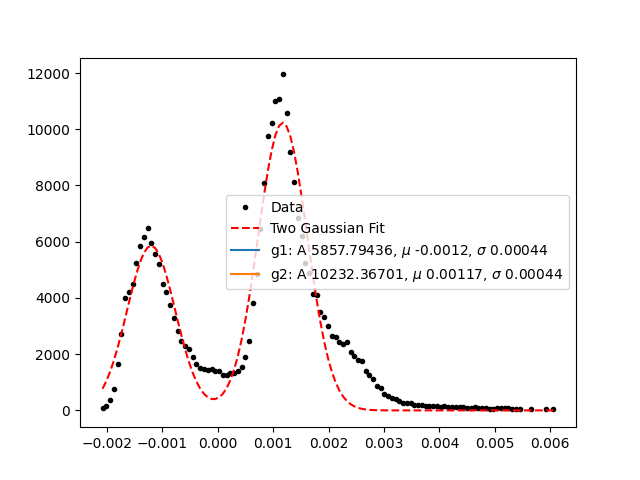 12000
10000
8000
6000
4000
2000
0
Data
Two Gaussian Fit
g1: A 5857.79436, μ -0.0012, σ 0.00044
g2: A 10232.36701, μ 0.00117, σ 0.00044
−0.002 −0.001 0.000 0.001 0.002 0.003 0.004 0.005 0.006